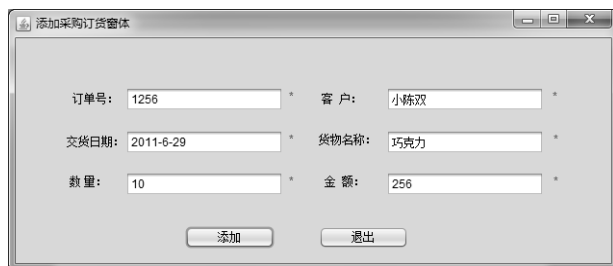 添加采购订货窗体
订单号： 1256 * 客 户： 小陈双 *
交货日期： 2011-6-29 * 货物名称： 巧克力 *
数 量： 10 * 金 额： 256 *
添加 退出